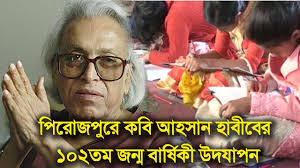 পিরোজপুরে কবি আহসান হাবীবের
১০২তম জন্ম বার্ষিকী উদযাপন